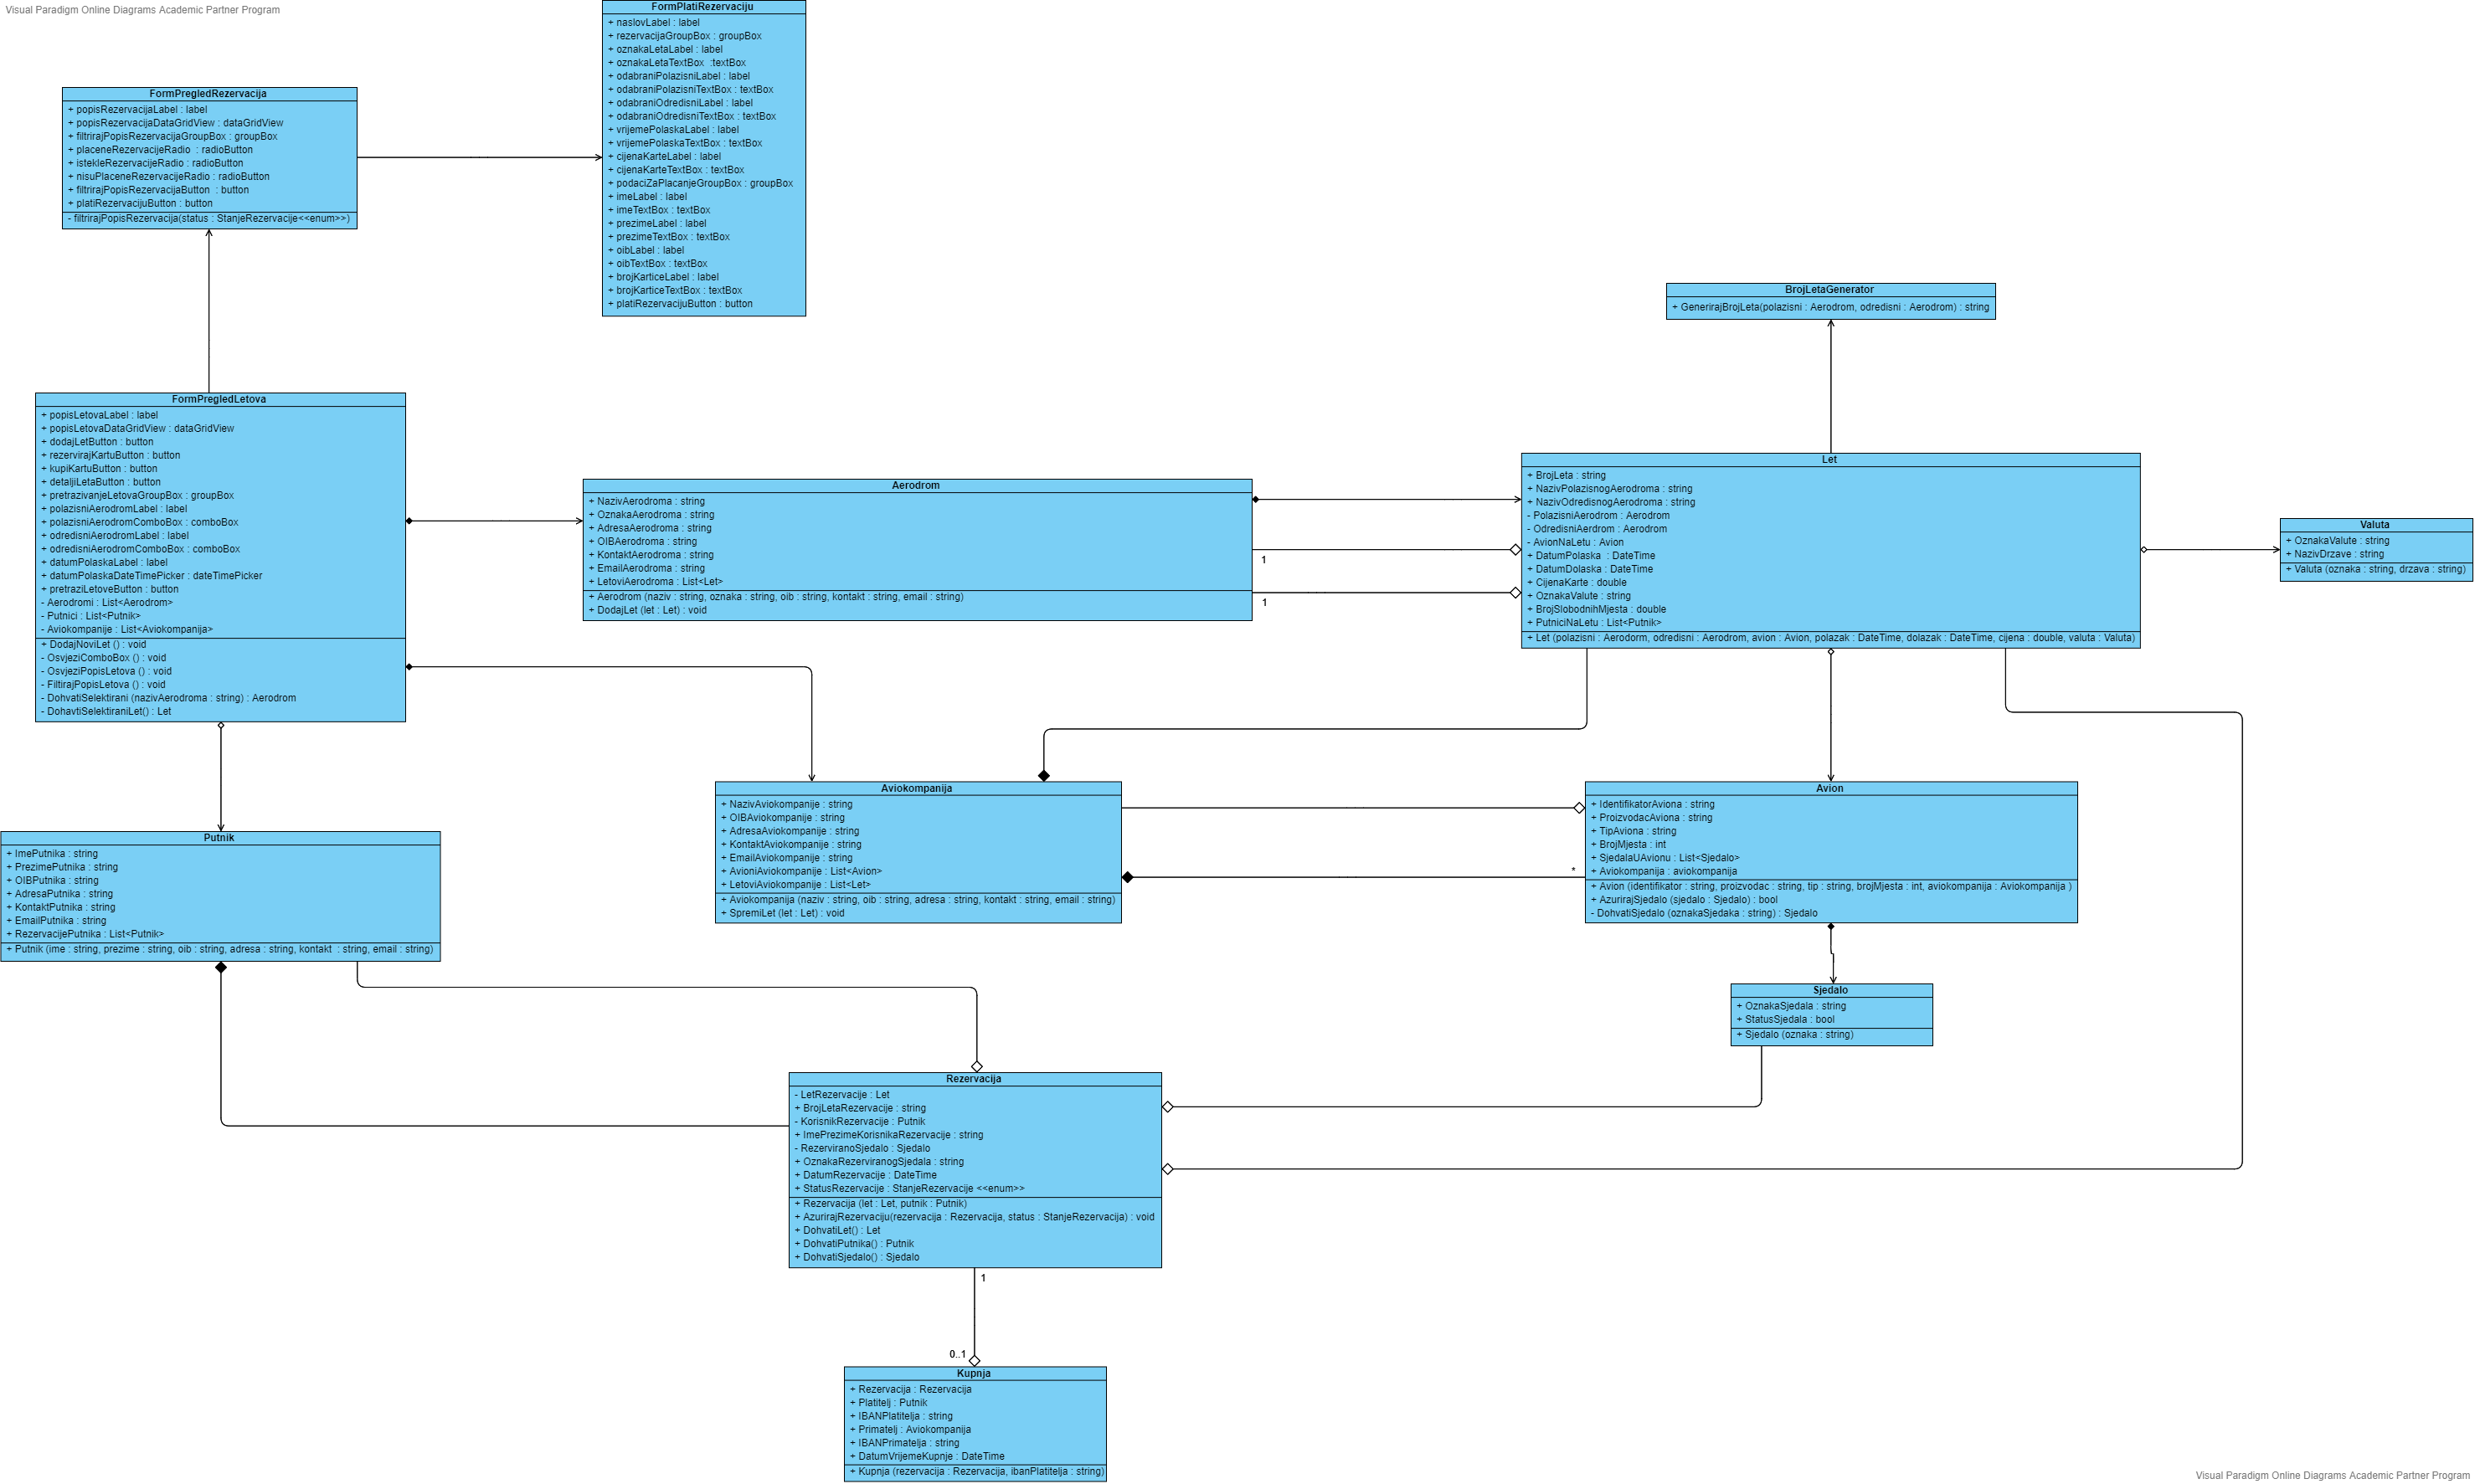 Visual Paradigm Online Diagrams Academic Partner Program
FormPlatiRezervaciju
+ naslovLabel : label
+ rezervacijaGroupBox : groupBox
+ oznakaLetaLabel : label
+ oznakaLetaTextBox  :textBox
+ odabraniPolazisniLabel : label
+ odabraniPolazisniTextBox : textBox
+ odabraniOdredisniLabel : label
+ odabraniOdredisniTextBox : textBox
+ vrijemePolaskaLabel : label
+ vrijemePolaskaTextBox : textBox
+ cijenaKarteLabel : label
+ cijenaKarteTextBox : textBox
+ podaciZaPlacanjeGroupBox : groupBox
+ imeLabel : label
+ imeTextBox : textBox
+ prezimeLabel : label
+ prezimeTextBox : textBox
+ oibLabel : label
+ oibTextBox : textBox
+ brojKarticeLabel : label
+ brojKarticeTextBox : textBox
+ platiRezervacijuButton : button
FormPregledRezervacija
+ popisRezervacijaLabel : label
+ popisRezervacijaDataGridView : dataGridView
+ filtrirajPopisRezervacijaGroupBox : groupBox
+ placeneRezervacijeRadio  : radioButton
+ istekleRezervacijeRadio : radioButton
+ nisuPlaceneRezervacijeRadio : radioButton
+ filtrirajPopisRezervacijaButton  : button
+ platiRezervacijuButton : button
- filtrirajPopisRezervacija(status : StanjeRezervacije<<enum>>)
BrojLetaGenerator
+ GenerirajBrojLeta(polazisni : Aerodrom, odredisni : Aerodrom) : string
FormPregledLetova
+ popisLetovaLabel : label
+ popisLetovaDataGridView : dataGridView
+ dodajLetButton : button
+ rezervirajKartuButton : button
+ kupiKartuButton : button
+ detaljiLetaButton : button
+ pretrazivanjeLetovaGroupBox : groupBox
+ polazisniAerodromLabel : label
+ polazisniAerodromComboBox : comboBox
+ odredisniAerodromLabel : label
+ odredisniAerodromComboBox : comboBox
+ datumPolaskaLabel : label
+ datumPolaskaDateTimePicker : dateTimePicker
+ pretraziLetoveButton : button
- Aerodromi : List<Aerodrom>
- Putnici : List<Putnik>
- Aviokompanije : List<Aviokompanija>
+ DodajNoviLet () : void
- OsvjeziComboBox () : void
- OsvjeziPopisLetova () : void
- FiltirajPopisLetova () : void
- DohvatiSelektirani (nazivAerodroma : string) : Aerodrom
- DohavtiSelektiraniLet() : Let
Aerodrom
+ NazivAerodroma : string
+ OznakaAerodroma : string
+ AdresaAerodroma : string
+ OIBAerodroma : string
+ KontaktAerodroma : string
+ EmailAerodroma : string
+ LetoviAerodroma : List<Let>
+ Aerodrom (naziv : string, oznaka : string, oib : string, kontakt : string, email : string)
+ DodajLet (let : Let) : void
1
1
Let
+ BrojLeta : string
+ NazivPolazisnogAerodroma : string
+ NazivOdredisnogAerodroma : string
- PolazisniAerodrom : Aerodrom
- OdredisniAerdrom : Aerodrom
- AvionNaLetu : Avion
+ DatumPolaska  : DateTime
+ DatumDolaska : DateTime
+ CijenaKarte : double
+ OznakaValute : string
+ BrojSlobodnihMjesta : double
+ PutniciNaLetu : List<Putnik>
+ Let (polazisni : Aerodorm, odredisni : Aerodrom, avion : Avion, polazak : DateTime, dolazak : DateTime, cijena : double, valuta : Valuta)
Valuta
+ OznakaValute : string
+ NazivDrzave : string
+ Valuta (oznaka : string, drzava : string)
Putnik
+ ImePutnika : string
+ PrezimePutnika : string
+ OIBPutnika : string
+ AdresaPutnika : string
+ KontaktPutnika : string
+ EmailPutnika : string
+ RezervacijePutnika : List<Putnik>
+ Putnik (ime : string, prezime : string, oib : string, adresa : string, kontakt  : string, email : string)
Aviokompanija
+ NazivAviokompanije : string
+ OIBAviokompanije : string
+ AdresaAviokompanije : string
+ KontaktAviokompanije : string
+ EmailAviokompanije : string
+ AvioniAviokompanije : List<Avion>
+ LetoviAviokompanije : List<Let>
+ Aviokompanija (naziv : string, oib : string, adresa : string, kontakt : string, email : string)
+ SpremiLet (let : Let) : void
*
Avion
+ IdentifikatorAviona : string
+ ProizvodacAviona : string
+ TipAviona : string
+ BrojMjesta : int
+ SjedalaUAvionu : List<Sjedalo>
+ Aviokompanija : aviokompanija
+ Avion (identifikator : string, proizvodac : string, tip : string, brojMjesta : int, aviokompanija : Aviokompanija )
+ AzurirajSjedalo (sjedalo : Sjedalo) : bool
- DohvatiSjedalo (oznakaSjedaka : string) : Sjedalo
Sjedalo
+ OznakaSjedala : string
+ StatusSjedala : bool
+ Sjedalo (oznaka : string)
Rezervacija
- LetRezervacije : Let
+ BrojLetaRezervacije : string
- KorisnikRezervacije : Putnik
+ ImePrezimeKorisnikaRezervacije : string
- RezerviranoSjedalo : Sjedalo
+ OznakaRezerviranogSjedala : string
+ DatumRezervacije : DateTime
+ StatusRezervacije : StanjeRezervacije <<enum>>
+ Rezervacija (let : Let, putnik : Putnik)
+ AzurirajRezervaciju(rezervacija : Rezervacija, status : StanjeRezervacija) : void
+ DohvatiLet() : Let
+ DohvatiPutnika() : Putnik
+ DohvatiSjedalo() : Sjedalo
1
0..1
Kupnja
+ Rezervacija : Rezervacija
+ Platitelj : Putnik
+ IBANPlatitelja : string
+ Primatelj : Aviokompanija
+ IBANPrimatelja : string
+ DatumVrijemeKupnje : DateTime
+ Kupnja (rezervacija : Rezervacija, ibanPlatitelja : string)
Visual Paradigm Online Diagrams Academic Partner Program